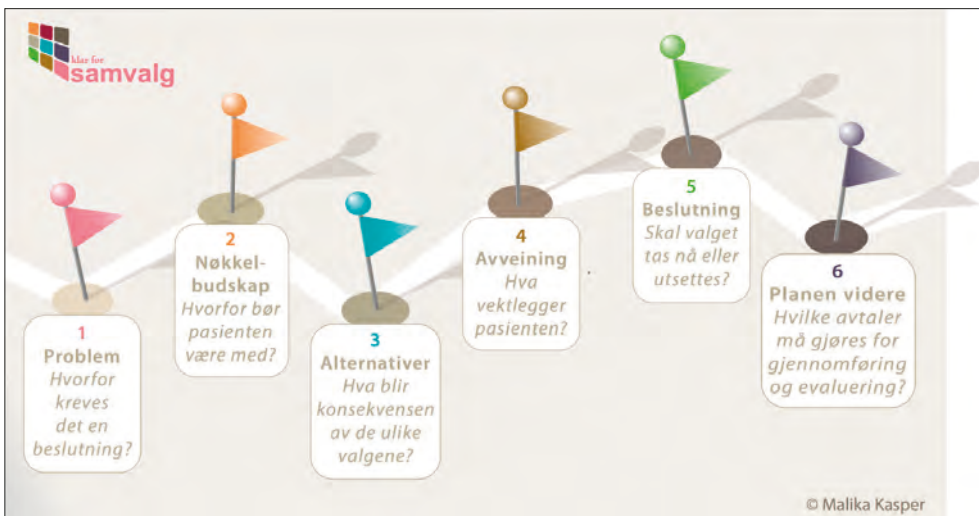 klar for
samvalg
1
Problem
Hvorfor
kreves
det en
beslutning?
2
Nøkkel-
budskap
Hvorfor bør
pasienten
være med?
3
Alternativer
Hva blir
konsekvensen
av de ulike
valgene?
4
Avveining
Hva
vektlegger
pasienten?
5
Beslutning
Skal valget
tas nå eller
utsettes?
6
Planen videre
Hvilke avtaler
må gjøres for
gjennomføring
og evaluering?
© Malika Kasper